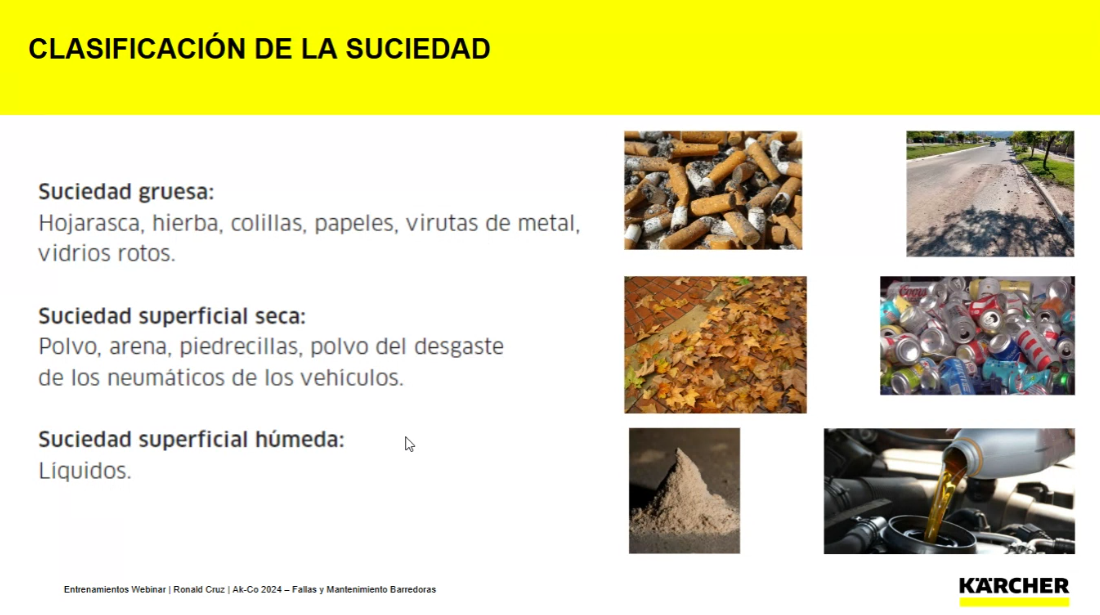 CLASIFICACIÓN DE LA SUCIEDAD
Suciedad gruesa:
Hojarasca, hierba, colillas, papeles, virutas de metal,
vidrios rotos.
Suciedad superficial seca:
Polvo, arena, piedrecillas, polvo del desgaste
de los neumáticos de los vehículos.
Suciedad superficial húmeda:
Líquidos.
Entrenamientos Webinar | Ronald Cruz | Ak-Co 2024 – Fallas y Mantenimiento Barredoras
KÄRCHER